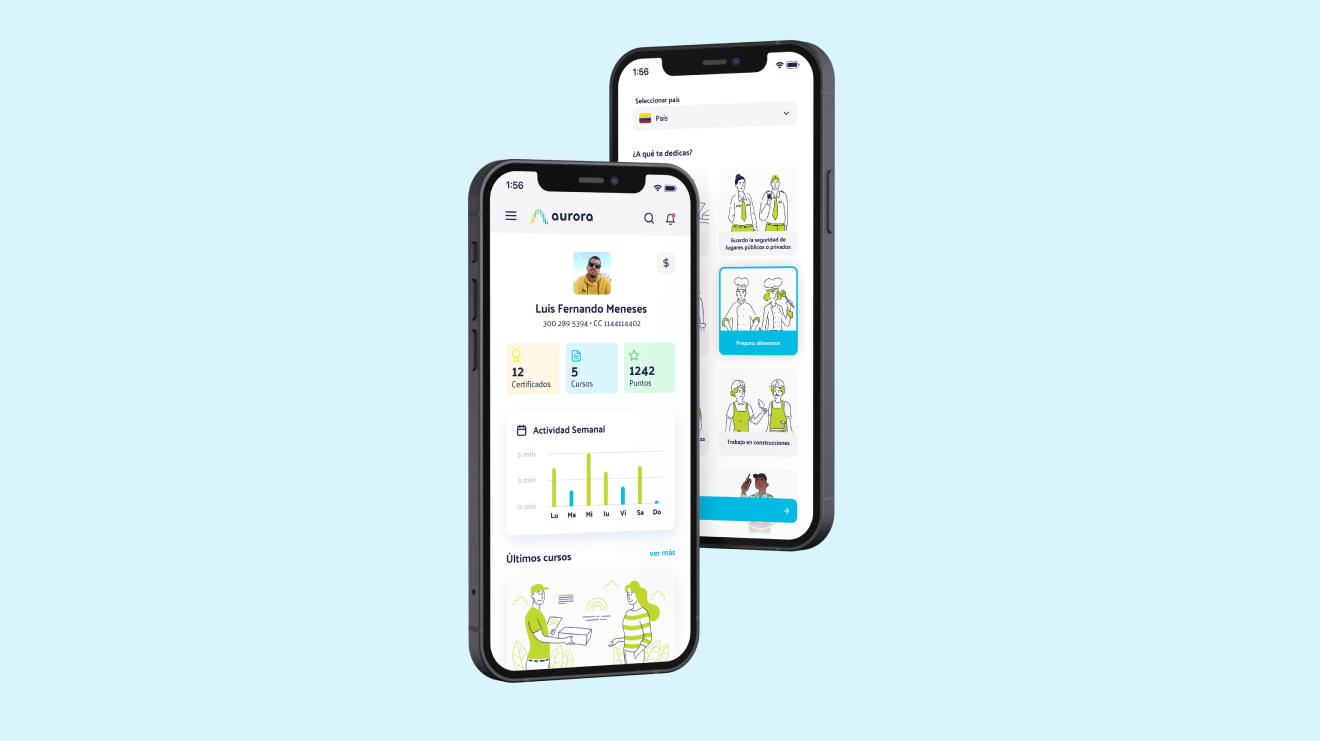 1:56
aurora
$
Luis Fernando Meneses
300 289 5394 • CC 1144114402
12
Certificados
5
Cursos
1242
Puntos
Actividad Semanal
5 min
3 min
0 min
Lu Ma Mi Ju Vi Sa Do
Últimos cursos
ver más
1:56
Seleccionar país
País
¿A qué te dedicas?
Guardo la seguridad de
lugares públicos o privados
Preparo alimentos
Trabajo en construcciones